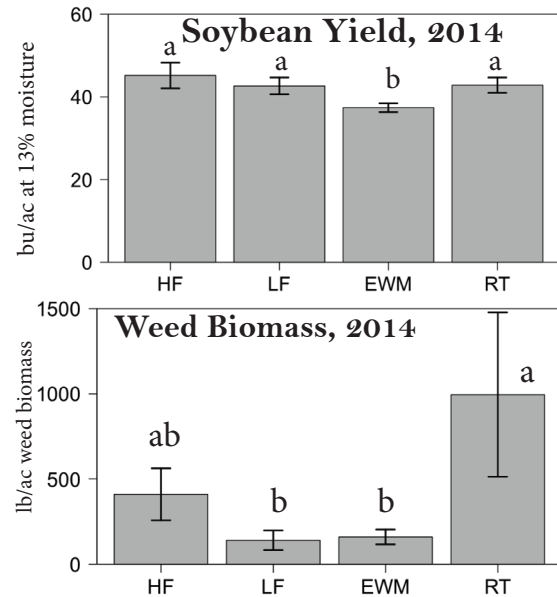 Soybean Yield, 2014
bu/ac at 13% moisture
60
40
20
0
a
a
b
a
HF LF EWM RT
Weed Biomass, 2014
lb/ac weed biomass
1500
1000
500
0
ab
b
b
a
HF LF EWM RT